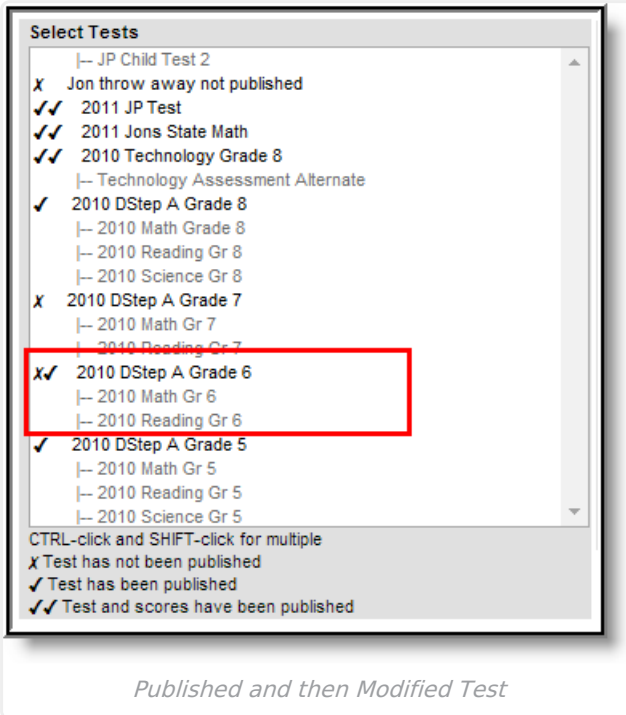 Select Tests
|-- JP Child Test 2
✗ Jon throw away not published
✓✓ 2011 JP Test
✓✓ 2011 Jons State Math
✓✓ 2010 Technology Grade 8
|-- Technology Assessment Alternate
✓ 2010 DStep A Grade 8
|-- 2010 Math Grade 8
|-- 2010 Reading Gr 8
|-- 2010 Science Gr 8
✗ 2010 DStep A Grade 7
|-- 2010 Math Gr 7
|-- 2010 Reading Gr 7
✗✓ 2010 DStep A Grade 6
|-- 2010 Math Gr 6
|-- 2010 Reading Gr 6
✓ 2010 DStep A Grade 5
|-- 2010 Math Gr 5
|-- 2010 Reading Gr 5
|-- 2010 Science Gr 5
CTRL-click and SHIFT-click for multiple
✗ Test has not been published
✓ Test has been published
✓✓ Test and scores have been published
Published and then Modified Test